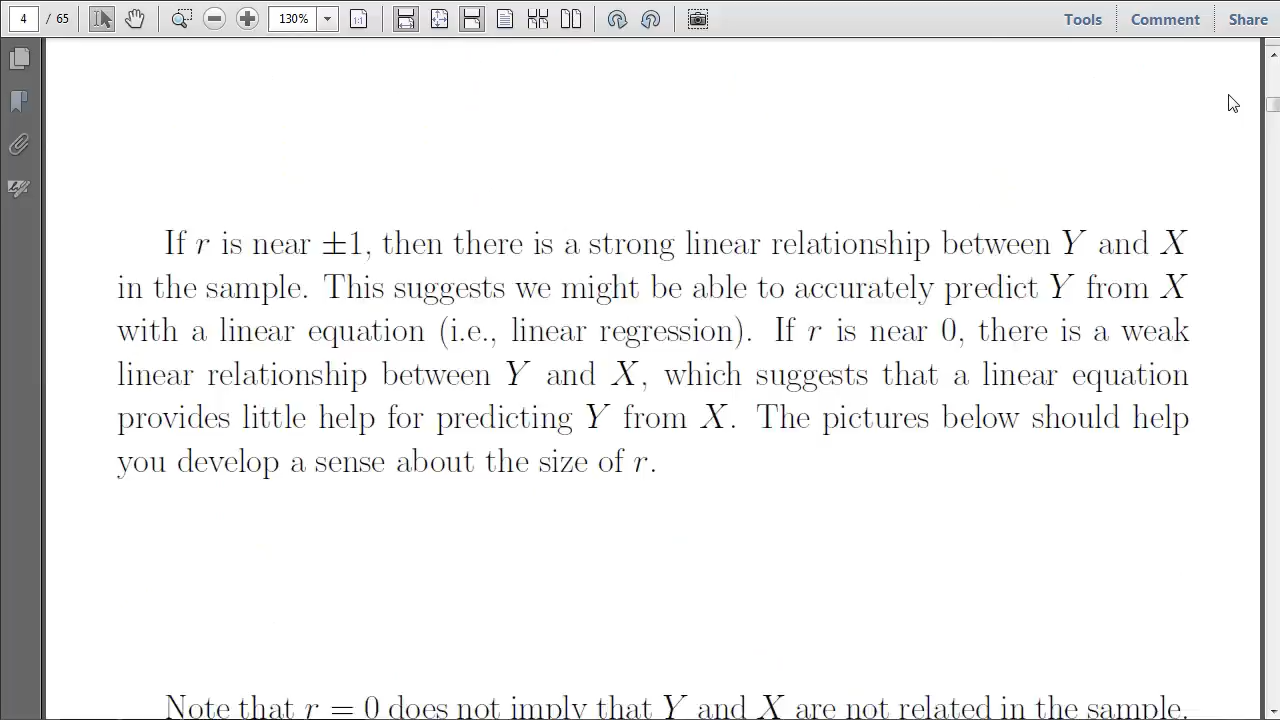 4 / 65 130% Tools Comment Share
If r is near ±1, then there is a strong linear relationship between Y and X
in the sample. This suggests we might be able to accurately predict Y from X
with a linear equation (i.e., linear regression). If r is near 0, there is a weak
linear relationship between Y and X, which suggests that a linear equation
provides little help for predicting Y from X. The pictures below should help
you develop a sense about the size of r.
Note that r = 0 does not imply that Y and X are not related in the sample.